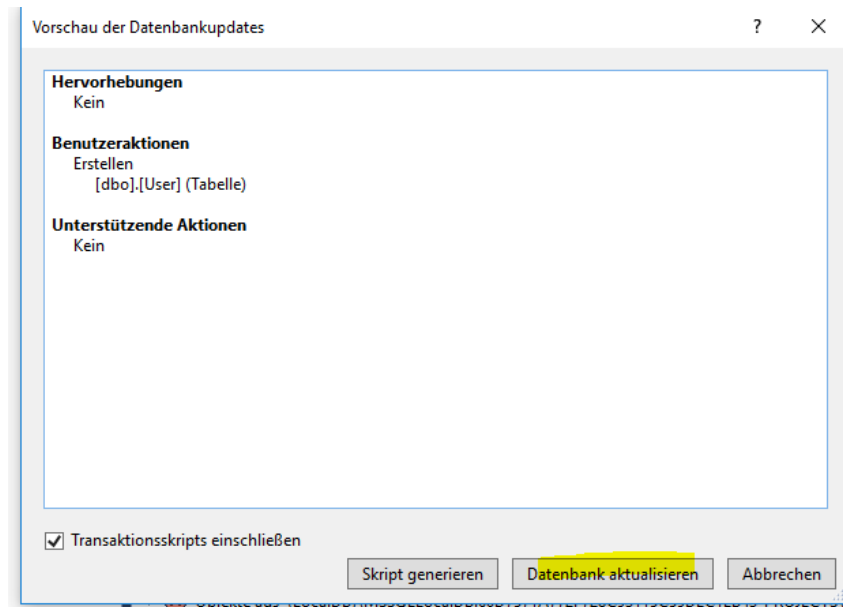 Vorschau der Datenbankupdates
?
Hervorhebungen
Kein
Benutzeraktionen
Erstellen
[dbo].[User] (Tabelle)
Unterstützende Aktionen
Kein
Transaktionsskripts einschließen
Skript generieren
Datenbank aktualisieren
Abbrechen